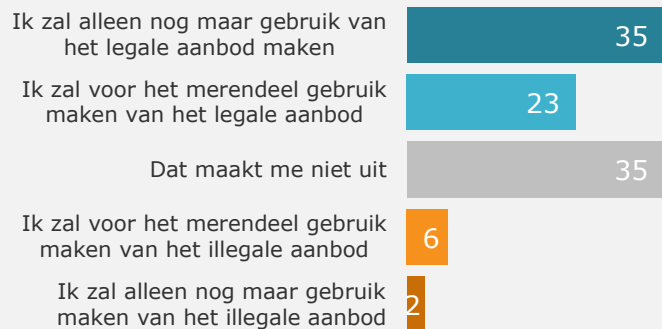 Ik zal alleen nog maar gebruik van
het legale aanbod maken
35
Ik zal voor het merendeel gebruik
maken van het legale aanbod
23
Dat maakt me niet uit
35
Ik zal voor het merendeel gebruik
maken van het illegale aanbod
6
Ik zal alleen nog maar gebruik
maken van het illegale aanbod
2